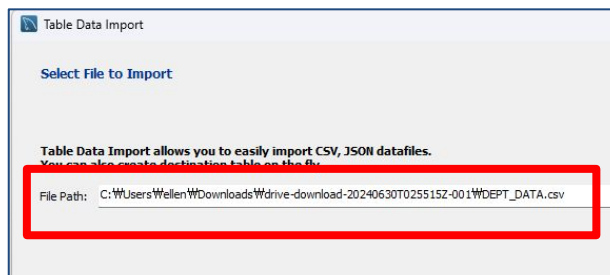 Table Data Import
Select File to Import
Table Data Import allows you to easily import CSV, JSON datafiles.
You can also create destination table on the fly
File Path: C:₩Users₩ellen₩Downloads₩drive-download-20240630T025515Z-001₩DEPT_DATA.csv